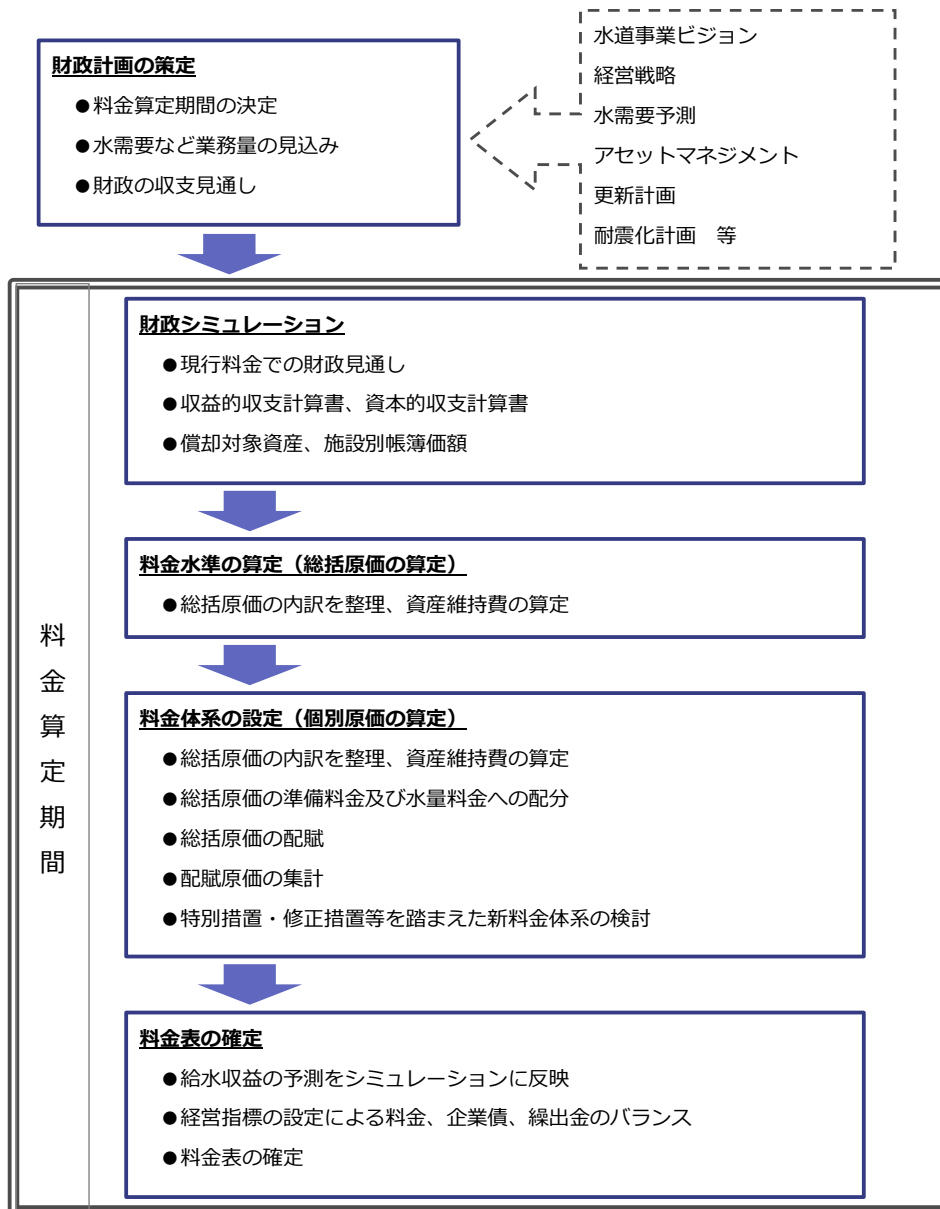 財政計画の策定
●料金算定期間の決定
●水需要など業務量の見込み
●財政の収支見通し
水道事業ビジョン
経営戦略
水需要予測
アセットマネジメント
更新計画
耐震化計画　等
料金算定期間
財政シミュレーション
●現行料金での財政見通し
●収益的収支計算書、資本的収支計算書
●償却対象資産、施設別帳簿価額
料金水準の算定（総括原価の算定）
●総括原価の内訳を整理、資産維持費の算定
料金体系の設定（個別原価の算定）
●総括原価の内訳を整理、資産維持費の算定
●総括原価の準備料金及び水量料金への配分
●総括原価の配賦
●配賦原価の集計
●特別措置・修正措置等を踏まえた新料金体系の検討
料金表の確定
●給水収益の予測をシミュレーションに反映
●経営指標の設定による料金、企業債、繰出金のバランス
●料金表の確定